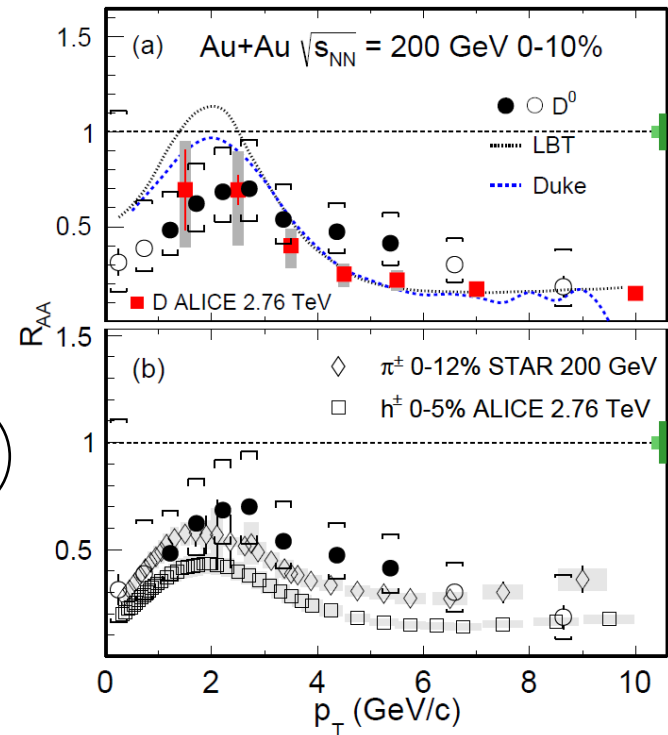 1.5
(a) Au+Au √s_NN = 200 GeV 0-10%
D⁰
1
LBT
Duke
0.5
D ALICE 2.76 TeV
R_AA
1.5
(b)
π± 0-12% STAR 200 GeV
h± 0-5% ALICE 2.76 TeV
1
0.5
0 2 4 6 8 10
p_T (GeV/c)